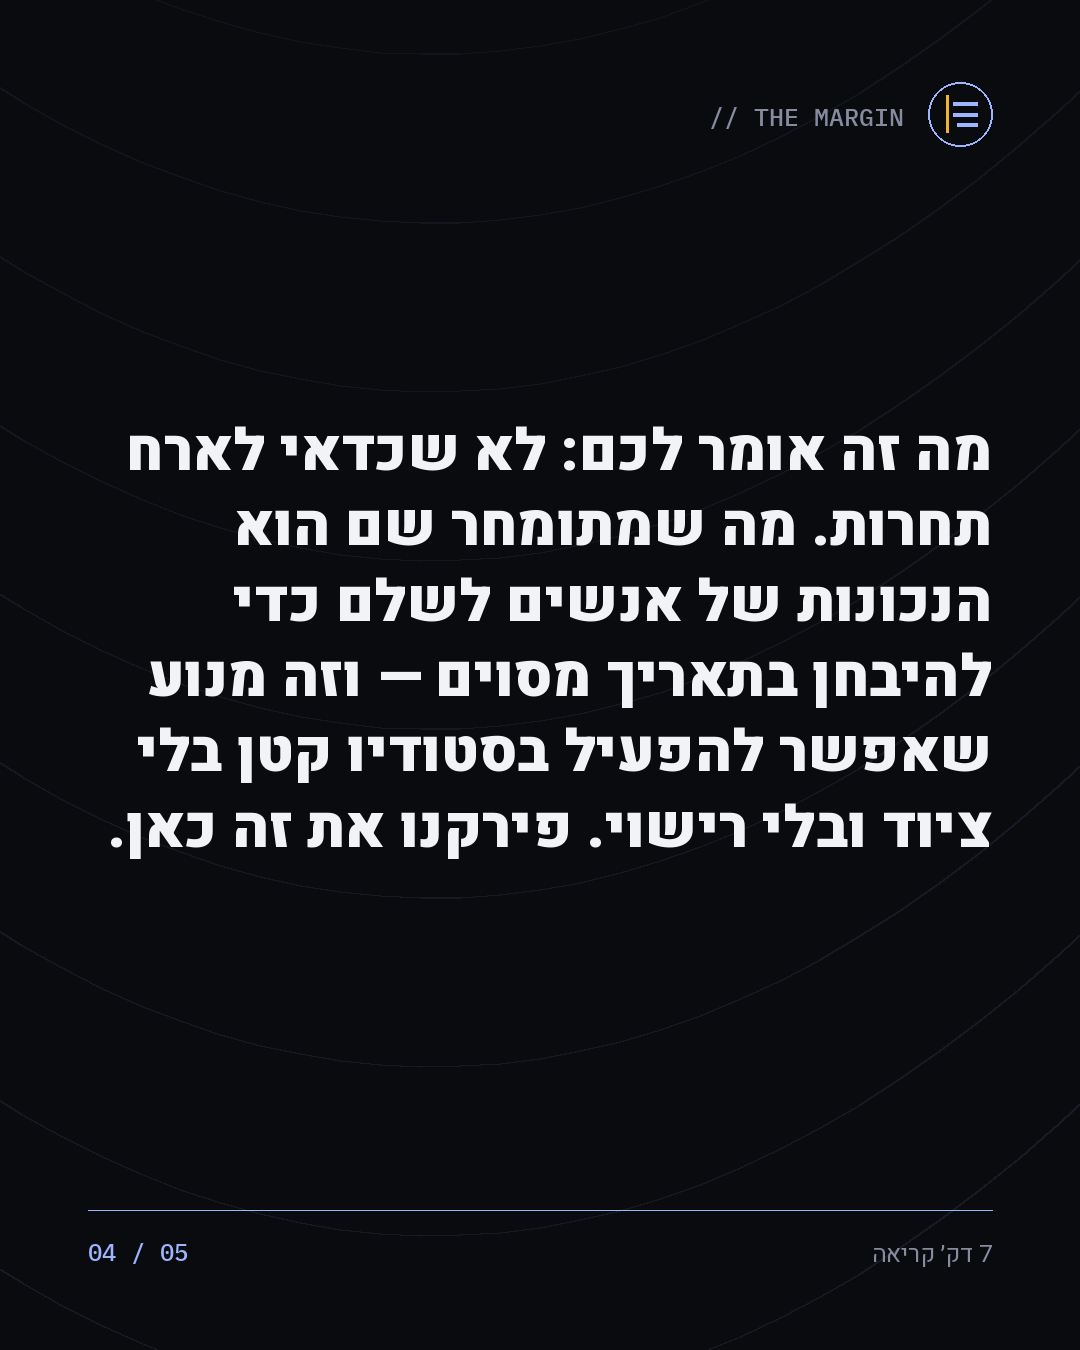 // THE MARGIN
מה זה אומר לכם: לא שכדאי לארח
תחרות. מה שמתומחר שם הוא
הנכונות של אנשים לשלם כדי
להיבחן בתאריך מסוים — וזה מנוע
שאפשר להפעיל בסטודיו קטן בלי
ציוד ובלי רישוי. פירקנו את זה כאן.
7 דק׳ קריאה
04 / 05